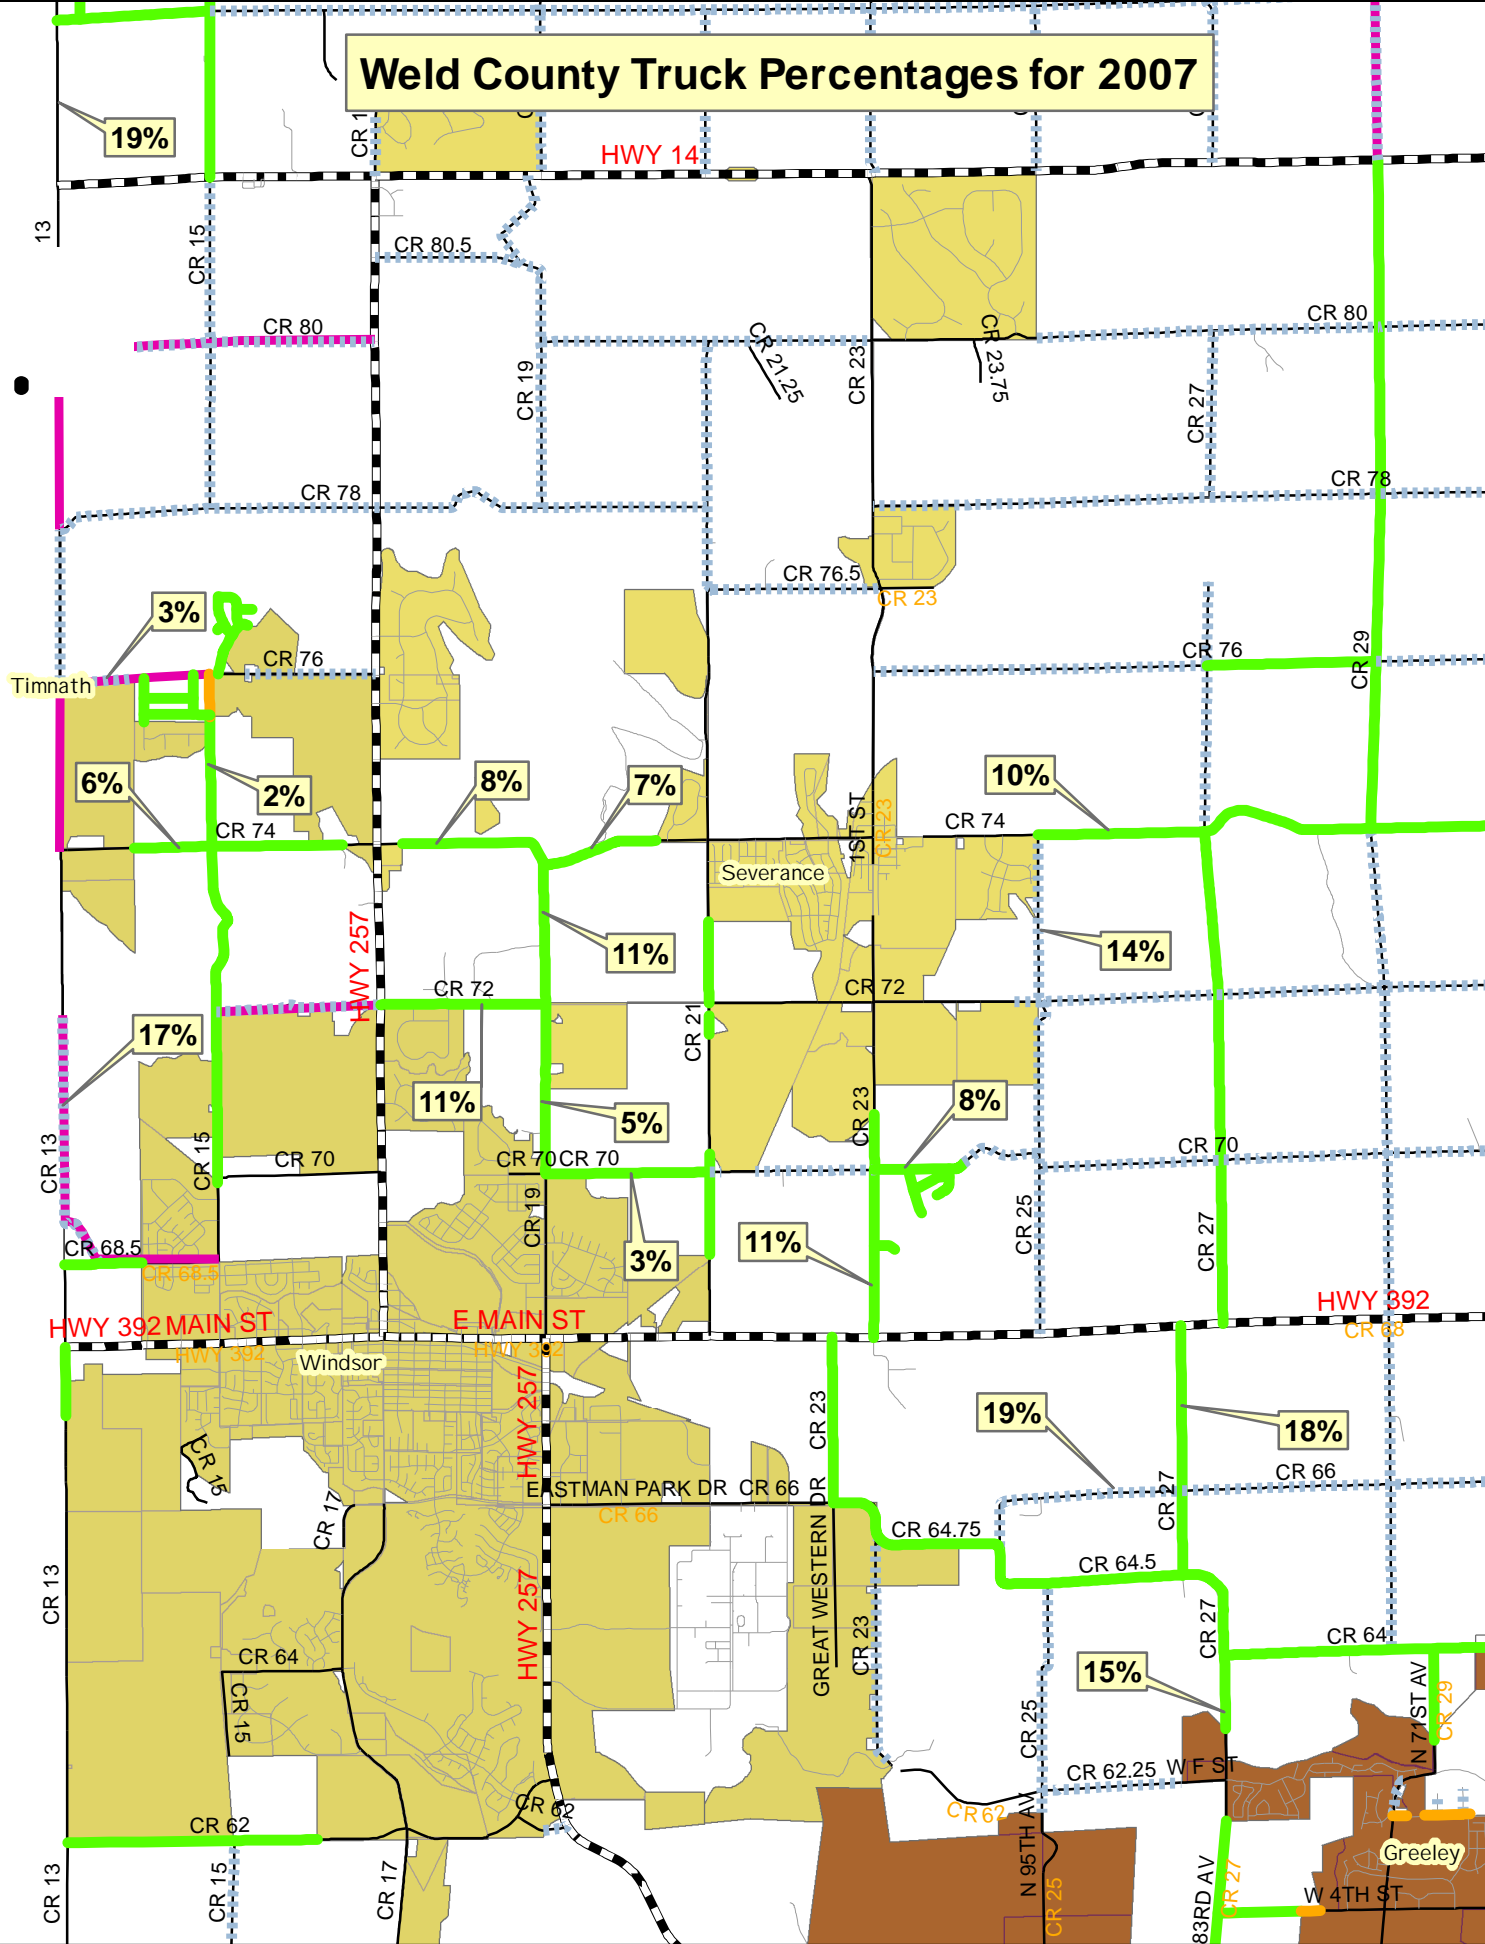 Weld County Truck Percentages for 2007
19%
CR 1
HWY 14
13
CR 15
CR 80.5
CR 80
CR 80
CR 21.25
CR 23.75
CR 23
CR 19
CR 27
CR 78
CR 78
CR 76.5
CR 23
3%
CR 76
CR 76
CR 29
Timnath
6%
2%
8%
7%
10%
CR 74
1ST ST
CR 23
CR 74
Severance
HWY 257
11%
14%
CR 72
CR 72
CR 21
17%
11%
5%
CR 23
8%
CR 13
CR 15
CR 70
CR 70
CR 70
CR 70
CR 19
CR 25
CR 27
3%
11%
CR 68.5
CR 68.5
HWY 392
MAIN ST
E MAIN ST
HWY 392
HWY 392
HWY 392
CR 68
Windsor
HWY 257
CR 23
19%
18%
CR 15
CR 17
EASTMAN PARK DR
CR 66
CR 66
CR 66
CR 27
CR 64.75
CR 64.5
CR 13
HWY 257
GREAT WESTERN DR
CR 23
CR 27
CR 64
CR 64
15%
CR 15
CR 25
N 71ST AV
CR 29
CR 62.25
W F ST
CR 62
CR 62
CR 62
Greeley
CR 13
CR 15
CR 17
N 95TH AV
CR 25
83RD AV
CR 27
W 4TH ST